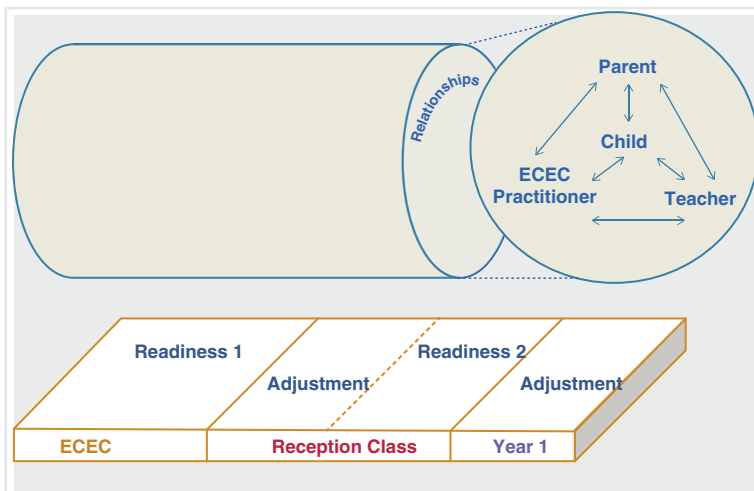 Relationships
Parent
Child
ECEC
Practitioner
Teacher
Readiness 1
Readiness 2
Adjustment
Adjustment
ECEC
Reception Class
Year 1